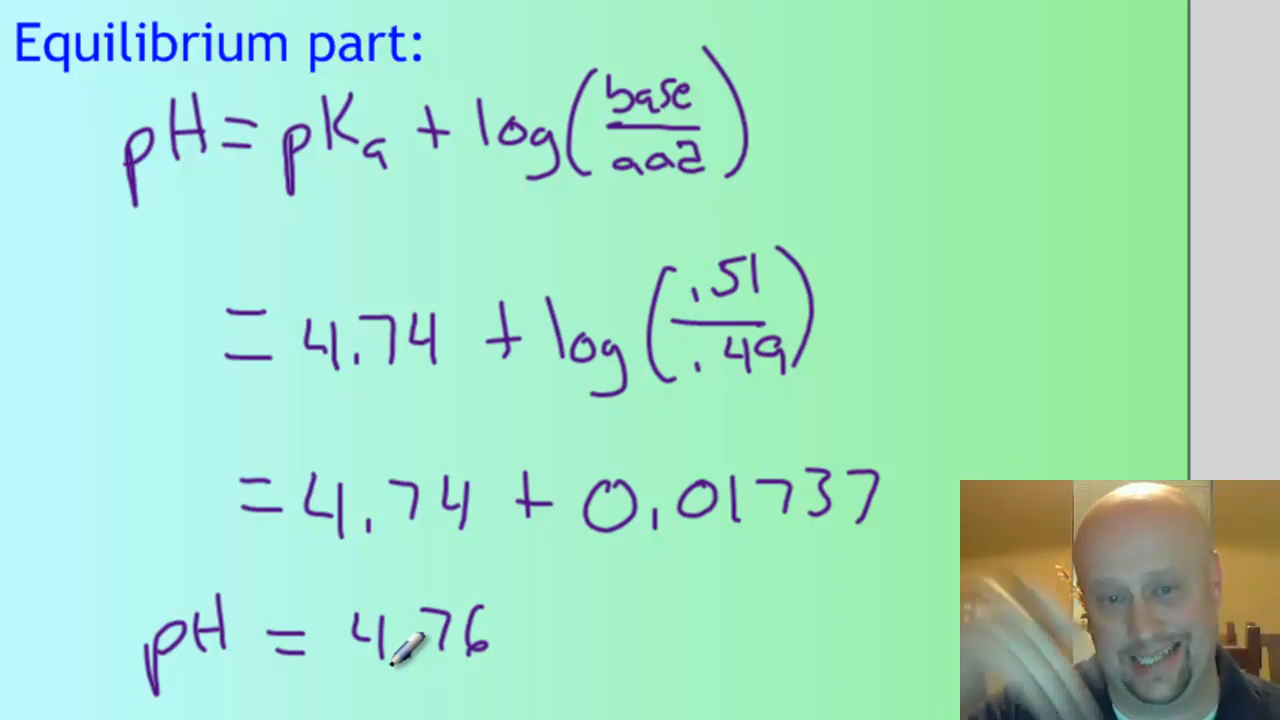 Equilibrium part:
pH = pKa + log(base/acid)
= 4.74 + log(.51/.49)
= 4.74 + 0.01737
pH = 4.76